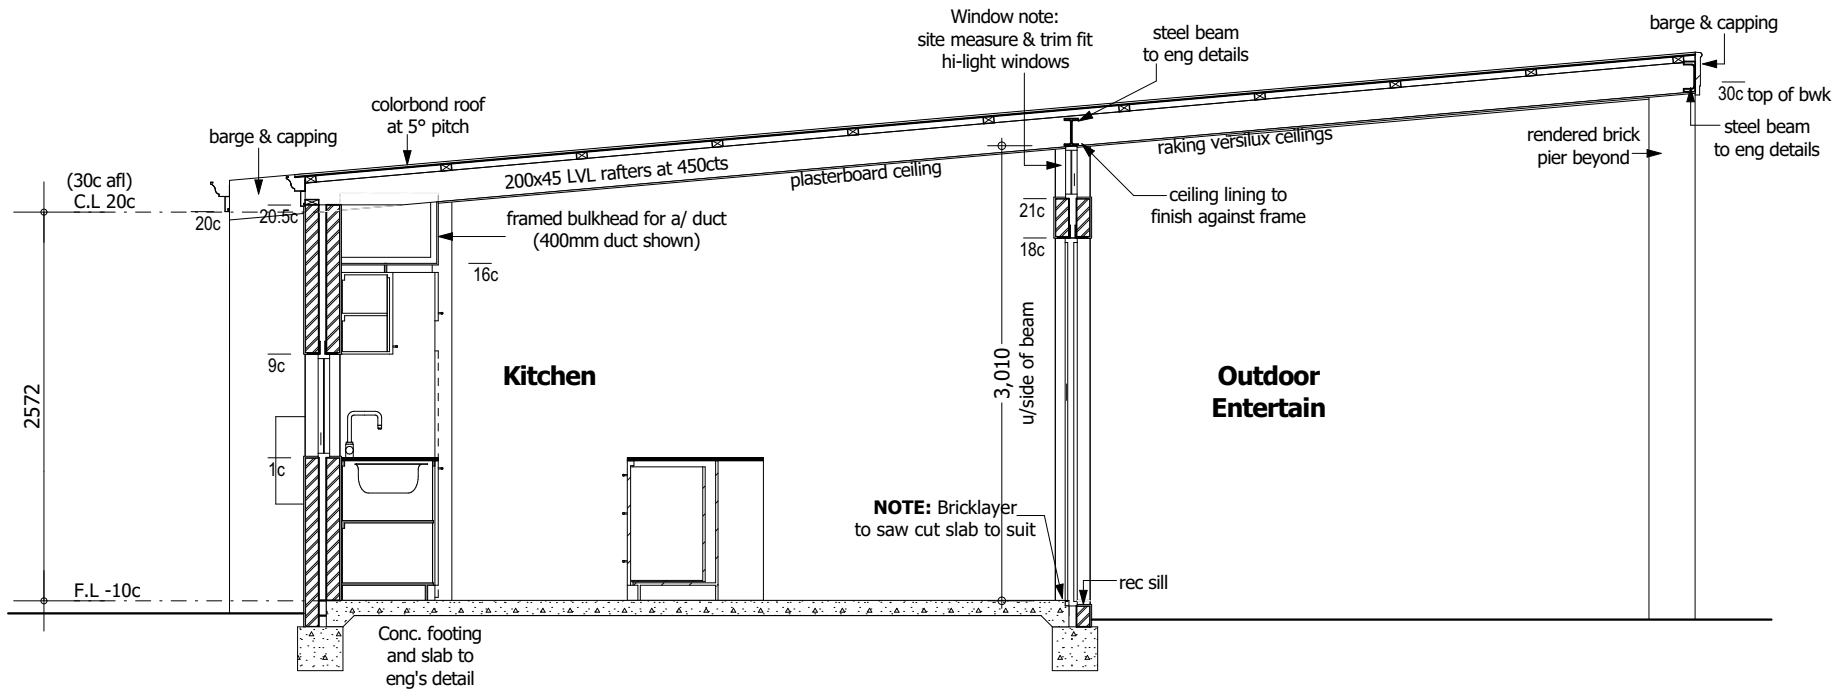 Window note:
site measure & trim fit
hi-light windows
steel beam
to eng details
barge & capping
colorbond roof
at 5° pitch
barge & capping
30c top of bwk
steel beam
to eng details
rendered brick
pier beyond
raking versilux ceilings
200x45 LVL rafters at 450cts
plasterboard ceiling
(30c afl)
C.L 20c
20c
20.5c
framed bulkhead for a/ duct
(400mm duct shown)
16c
21c
18c
ceiling lining to
finish against frame
9c
1c
2572
Kitchen
3,010
u/side of beam
Outdoor
Entertain
NOTE: Bricklayer
to saw cut slab to suit
F.L -10c
rec sill
Conc. footing
and slab to
eng's detail